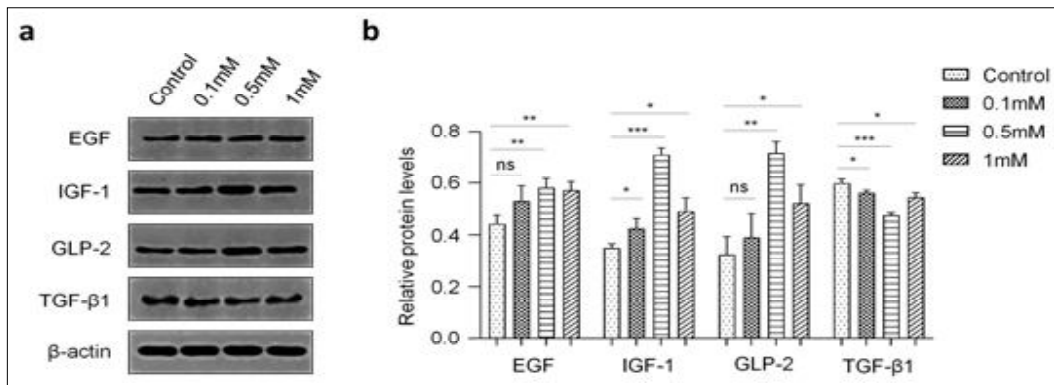 a
Control 0.1mM 0.5mM 1mM
EGF
IGF-1
GLP-2
TGF-β1
β-actin
b
Relative protein levels
0.8
0.6
0.4
0.2
0.0
ns ** **
* *** *
ns ** *
* *** *
EGF IGF-1 GLP-2 TGF-β1
Control
0.1mM
0.5mM
1mM